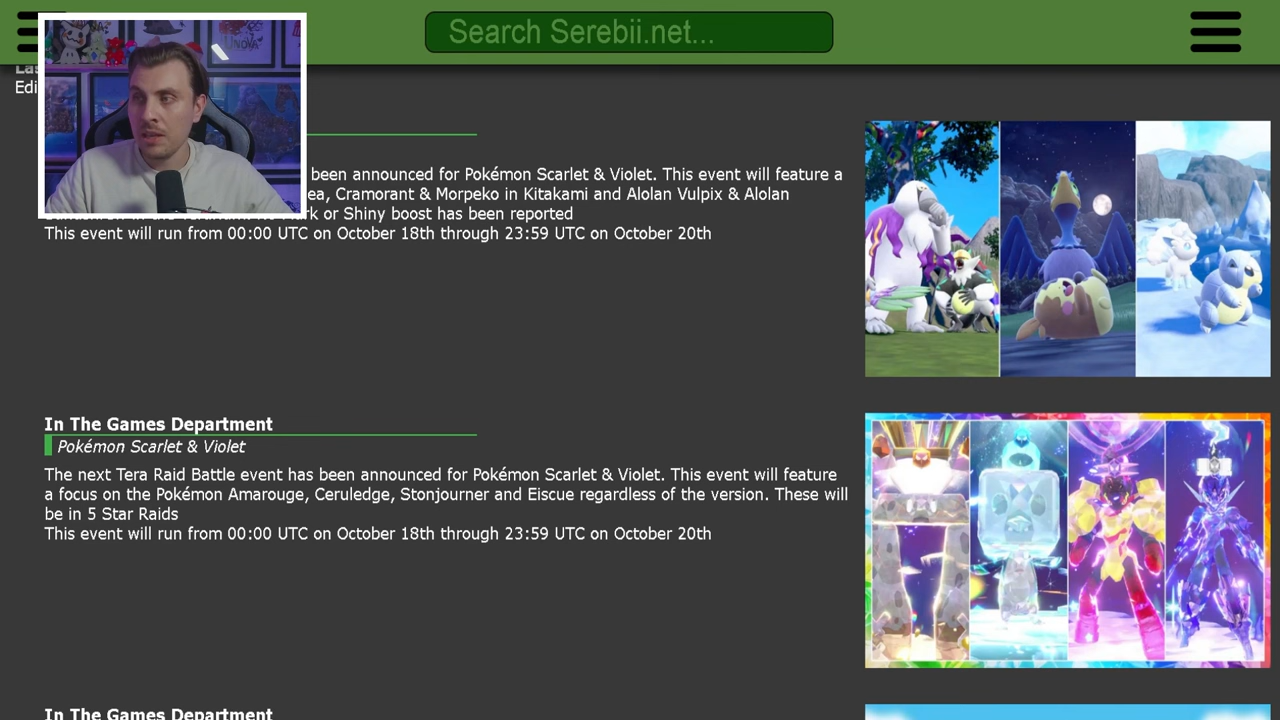 Search Serebii.net...
Las
Edi
been announced for Pokémon Scarlet & Violet. This event will feature a
ea, Cramorant & Morpeko in Kitakami and Alolan Vulpix & Alolan
rk or Shiny boost has been reported
This event will run from 00:00 UTC on October 18th through 23:59 UTC on October 20th
In The Games Department
Pokémon Scarlet & Violet
The next Tera Raid Battle event has been announced for Pokémon Scarlet & Violet. This event will feature
a focus on the Pokémon Amarouge, Ceruledge, Stonjourner and Eiscue regardless of the version. These will
be in 5 Star Raids
This event will run from 00:00 UTC on October 18th through 23:59 UTC on October 20th
In The Games Department
UNOVA